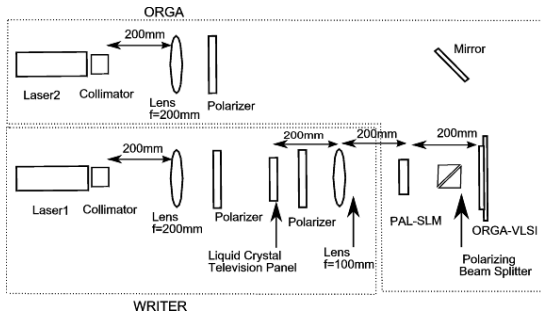 ORGA
200mm
Mirror
Laser2
Collimator
Lens
f=200mm
Polarizer
200mm
200mm
200mm
200mm
Laser1
Collimator
Lens
f=200mm
Polarizer
Liquid Crystal
Television Panel
Polarizer
Lens
f=100mm
PAL-SLM
ORGA-VLSI
Polarizing
Beam Splitter
WRITER